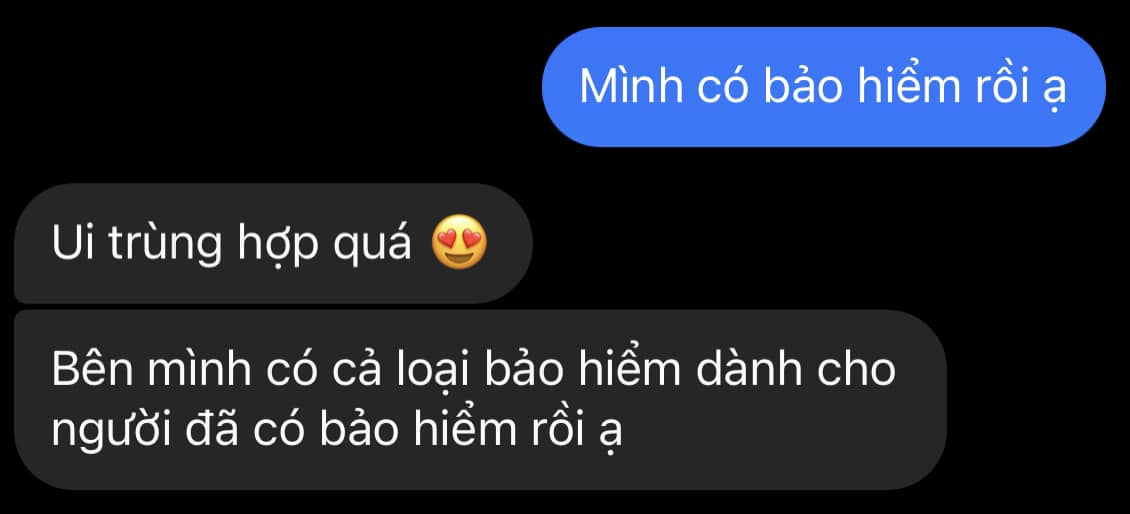 Mình có bảo hiểm rồi ạ
Ui trùng hợp quá 😍
Bên mình có cả loại bảo hiểm dành cho
người đã có bảo hiểm rồi ạ